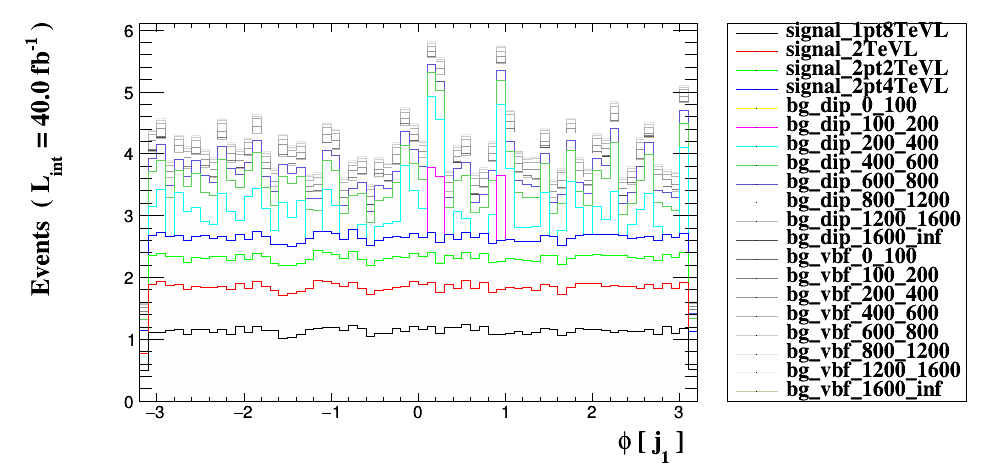 Events ( L_int = 40.0 fb^-1 )
6
5
4
3
2
1
0
−3 −2 −1 0 1 2 3
φ [ j_1 ]
signal_1pt8TeVL
signal_2TeVL
signal_2pt2TeVL
signal_2pt4TeVL
bg_dip_0_100
bg_dip_100_200
bg_dip_200_400
bg_dip_400_600
bg_dip_600_800
bg_dip_800_1200
bg_dip_1200_1600
bg_dip_1600_inf
bg_vbf_0_100
bg_vbf_100_200
bg_vbf_200_400
bg_vbf_400_600
bg_vbf_600_800
bg_vbf_800_1200
bg_vbf_1200_1600
bg_vbf_1600_inf